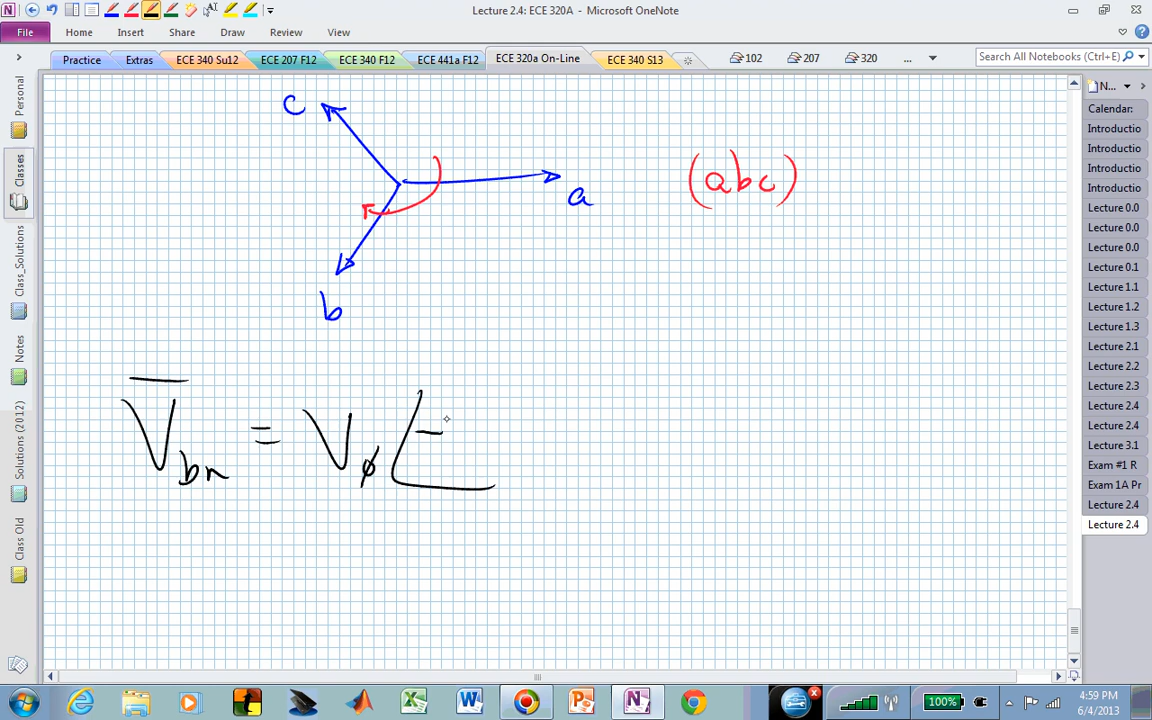 Lecture 2.4: ECE 320A - Microsoft OneNote
File Home Insert Share Draw Review View
Practice Extras ECE 340 Su12 ECE 207 F12 ECE 340 F12 ECE 441a F12 ECE 320a On-Line ECE 340 S13 102 207 320 ... Search All Notebooks (Ctrl+E)
Personal
Classes
Class_Solutions
Notes
Solutions (2012)
Class Old
c
a
(abc)
b
V̅bn = Vϕ∠−
N...
Calendar:
Introductio
Introductio
Introductio
Introductio
Lecture 0.0
Lecture 0.0
Lecture 0.0
Lecture 0.1
Lecture 1.1
Lecture 1.2
Lecture 1.3
Lecture 2.1
Lecture 2.2
Lecture 2.3
Lecture 2.4
Lecture 2.4
Lecture 3.1
Exam #1 R
Exam 1A Pr
Lecture 2.4
Lecture 2.4
100%
4:59 PM
6/4/2013